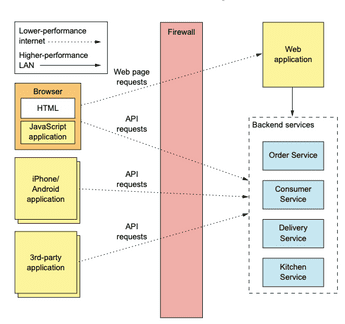 Lower-performance
internet
Higher-performance
LAN
Firewall
Web
application
Web page
requests
Browser
HTML
JavaScript
application
API
requests
Backend services
Order Service
iPhone/
Android
application
API
requests
Consumer
Service
API
requests
Delivery
Service
3rd-party
application
Kitchen
Service